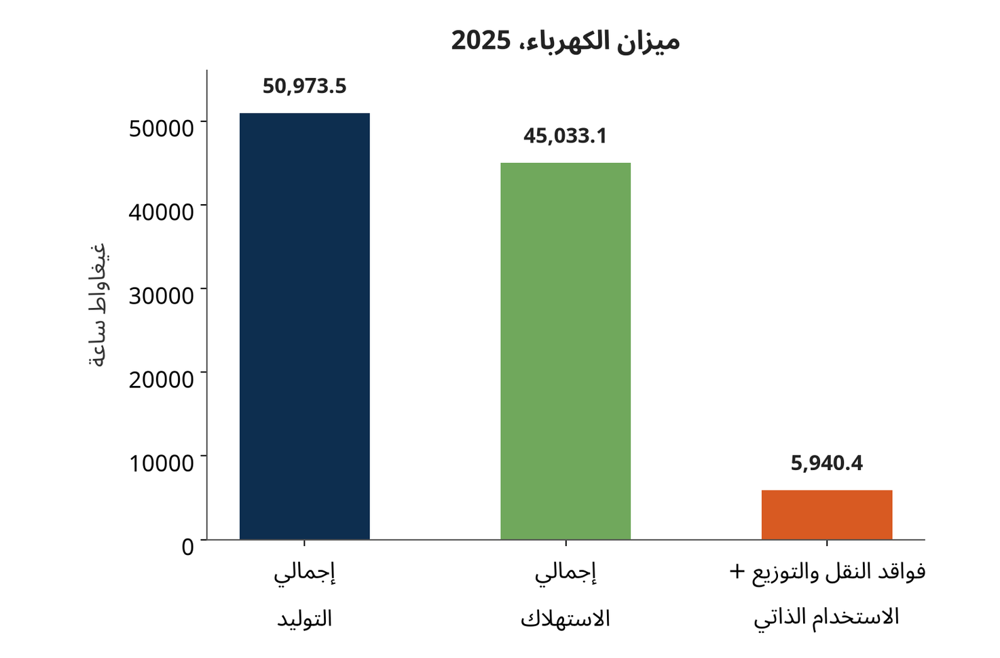 ميزان الكهرباء، 2025
50,973.5
45,033.1
5,940.4
50000
40000
30000
20000
10000
0
غيغاواط ساعة
إجمالي
التوليد
إجمالي
الاستهلاك
فواقد النقل والتوزيع +
الاستخدام الذاتي